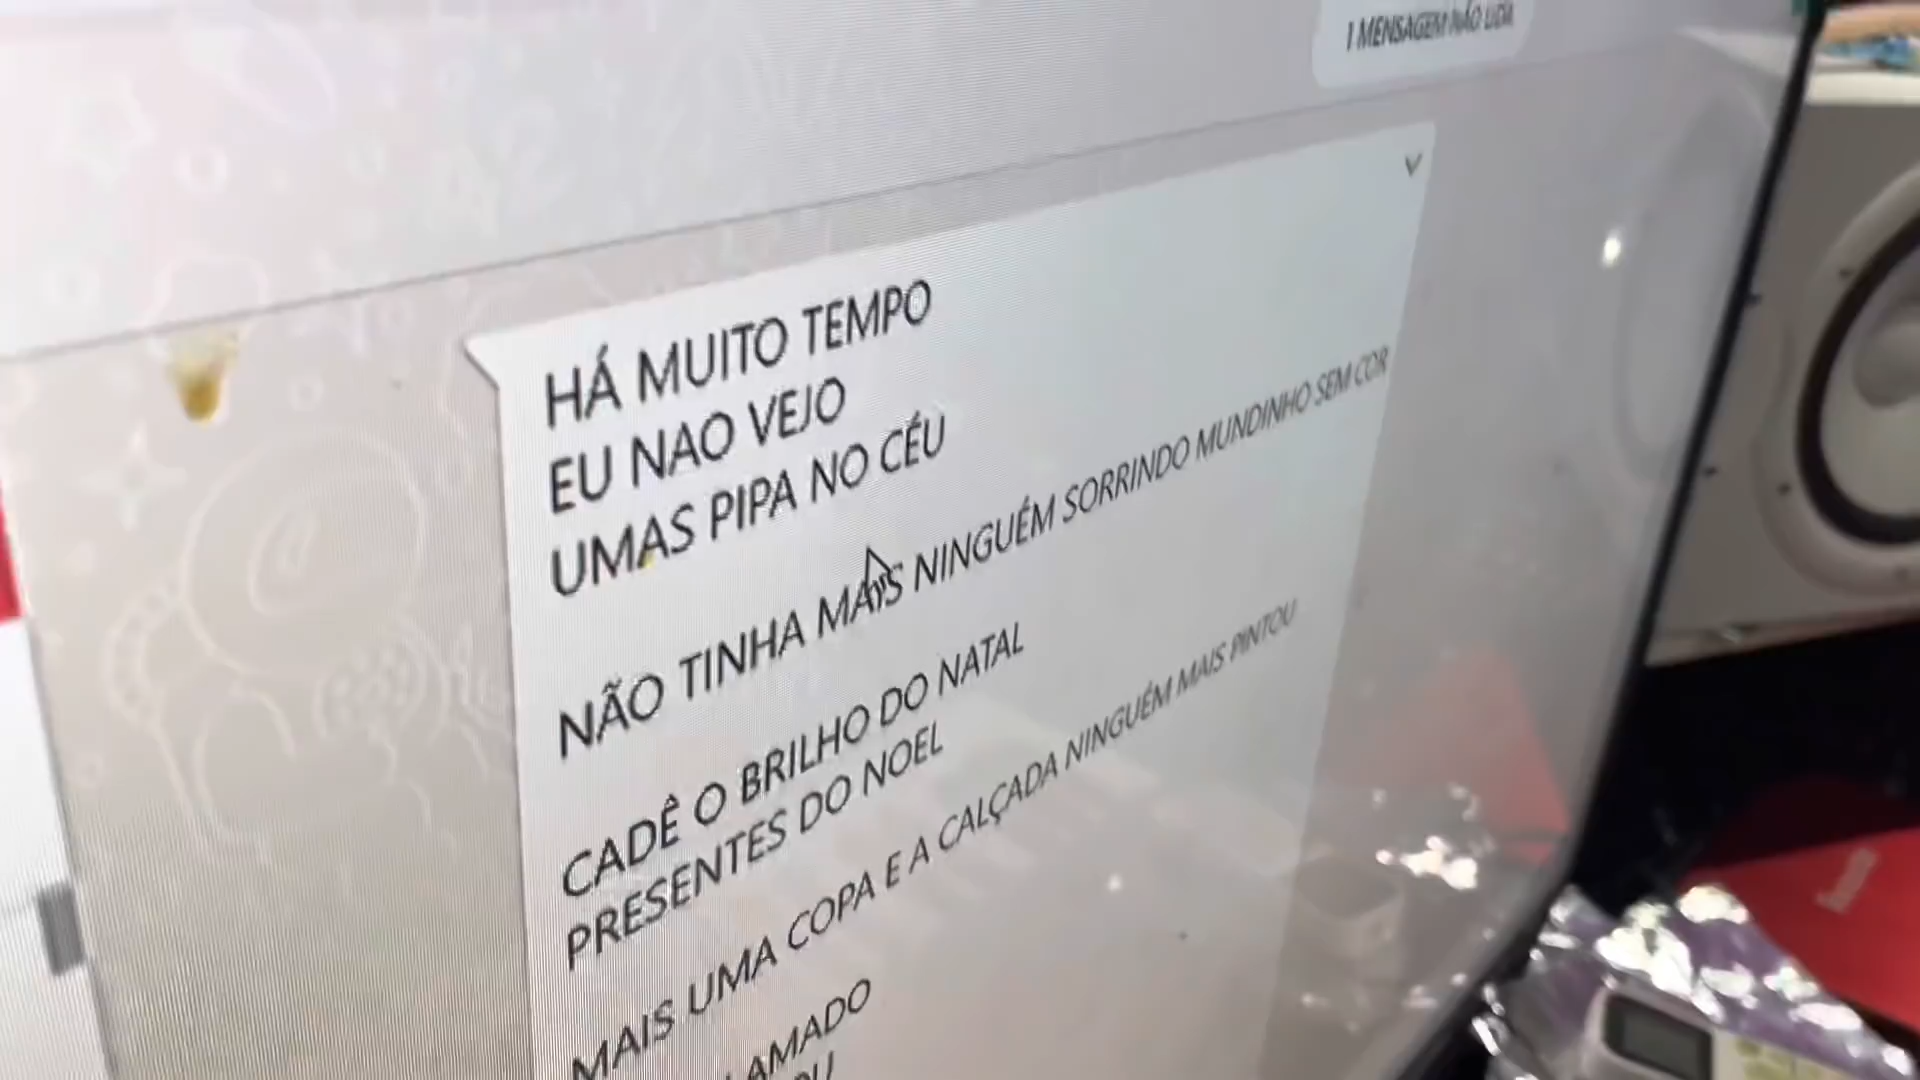 1 MENSAGEM NÃO LIDA
HÁ MUITO TEMPO
EU NAO VEJO
UMAS PIPA NO CÉU
NÃO TINHA MAIS NINGUÉM SORRINDO MUNDINHO SEM COR
CADÊ O BRILHO DO NATAL
PRESENTES DO NOEL
MAIS UMA COPA E A CALÇADA NINGUÉM MAIS PINTOU